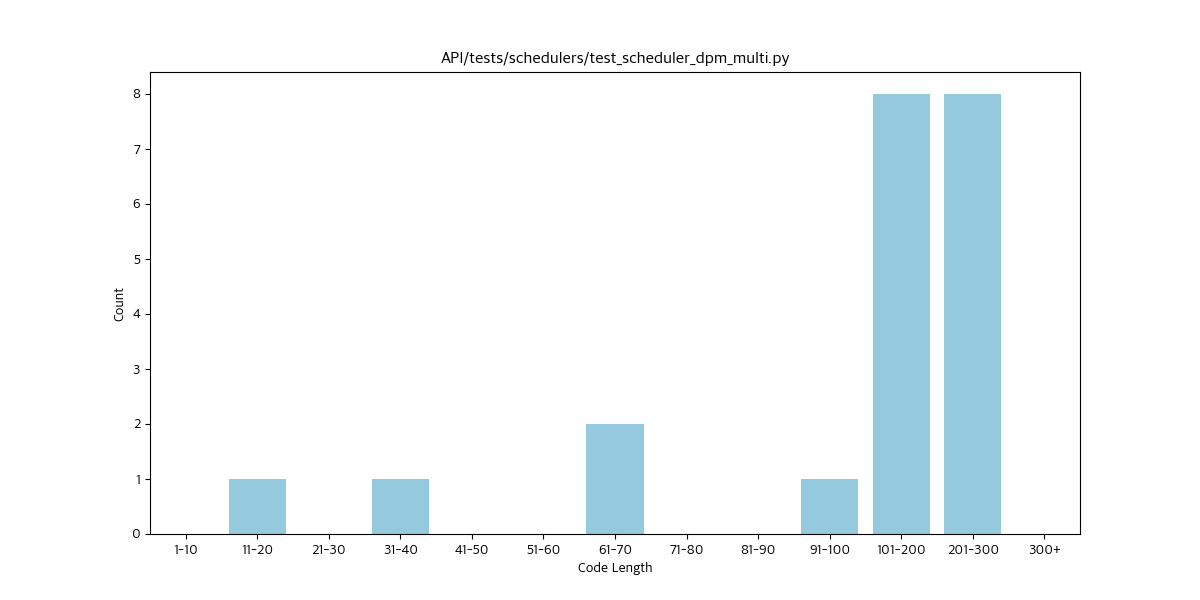 API/tests/schedulers/test_scheduler_dpm_multi.py
8
7
6
5
4
3
2
1
0
Count
1-10 11-20 21-30 31-40 41-50 51-60 61-70 71-80 81-90 91-100 101-200 201-300 300+
Code Length